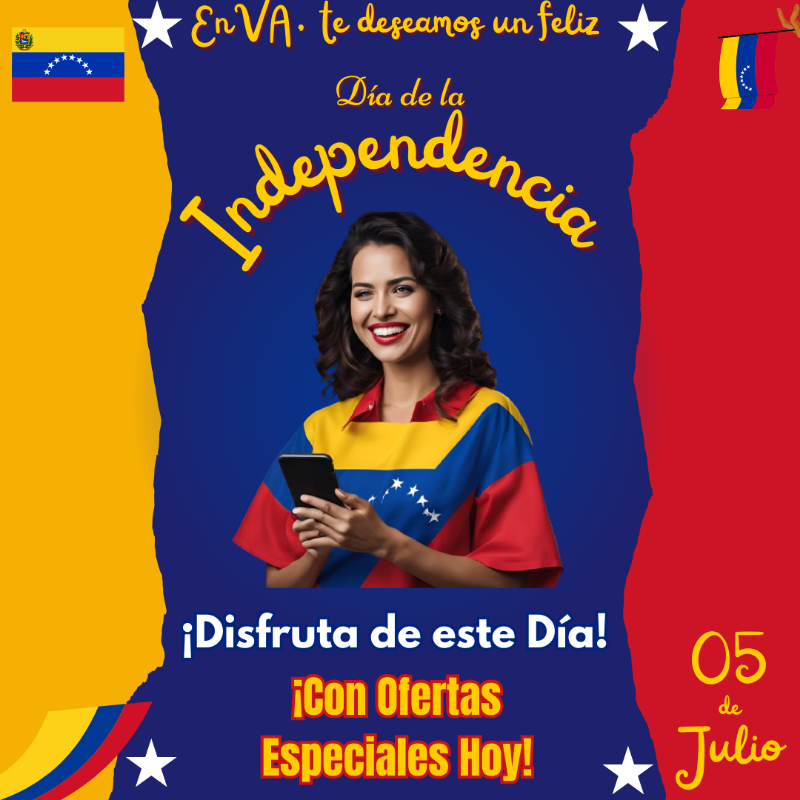 En VA. te deseamos un feliz
Día de la
Independencia
¡Disfruta de este Día!
¡Con Ofertas
Especiales Hoy!
05
de
Julio